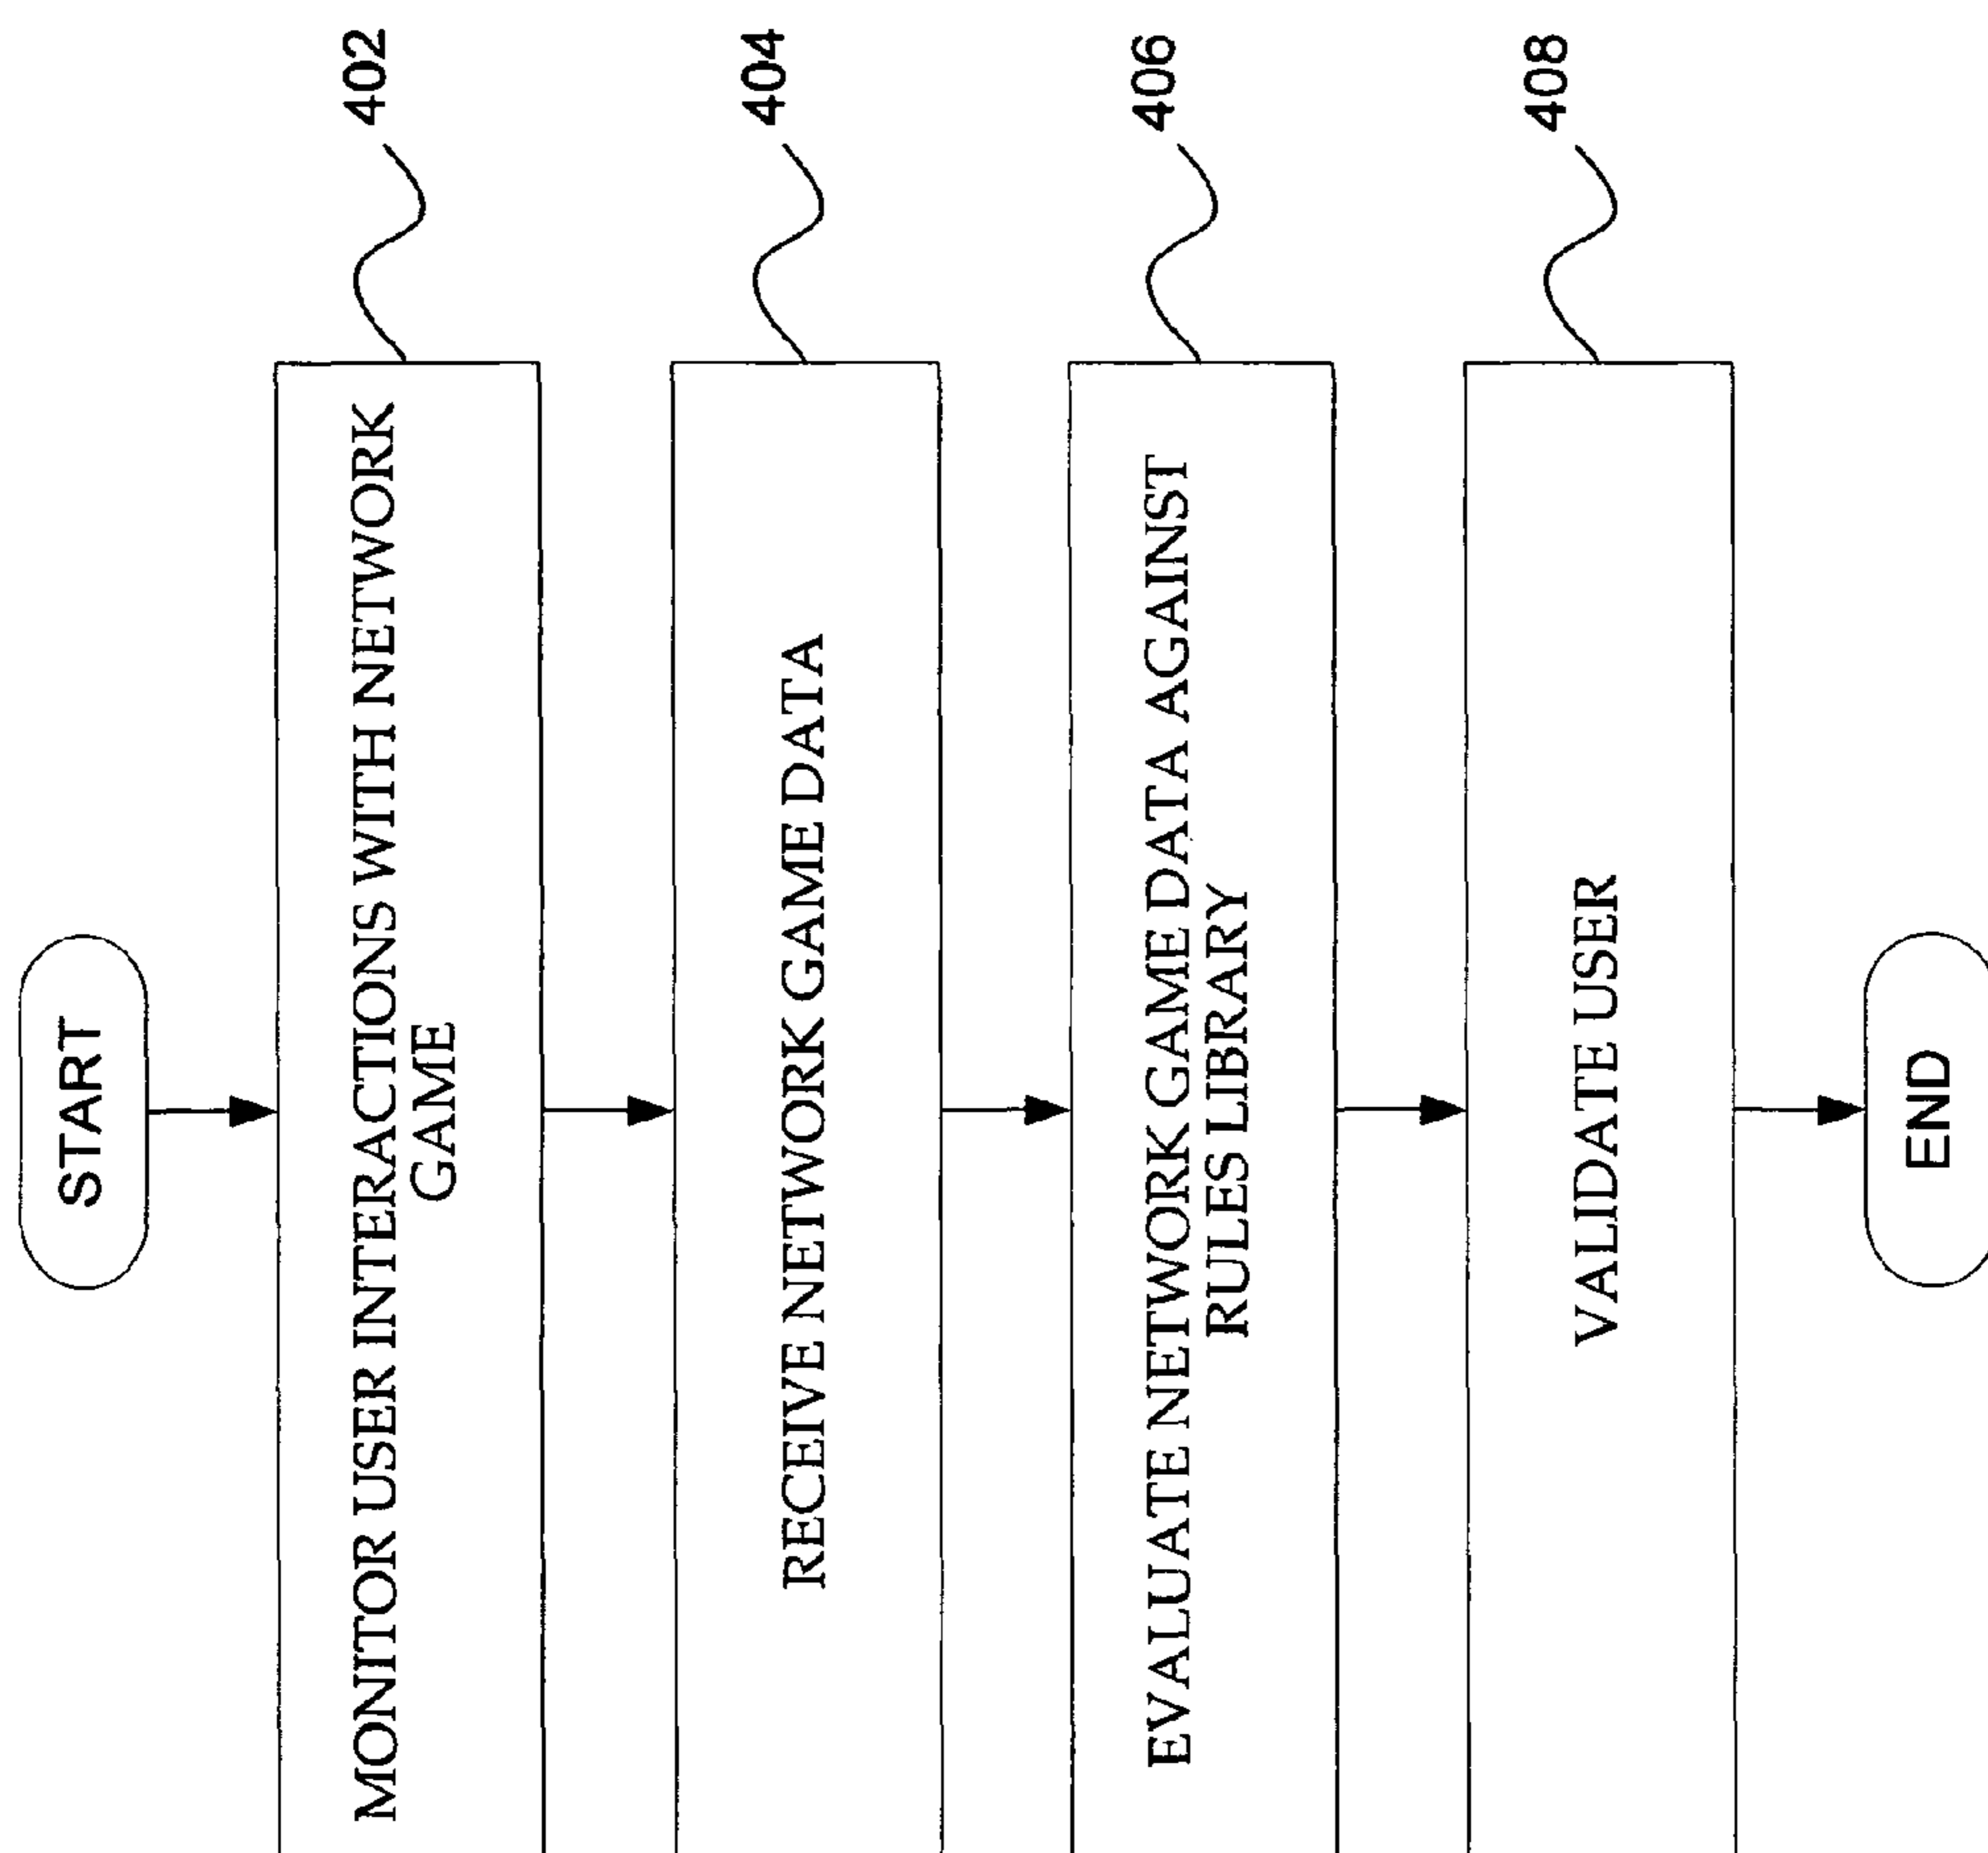 START
MONITOR USER INTERACTIONS WITH NETWORK
GAME
402
RECEIVE NETWORK GAME DATA
404
EVALUATE NETWORK GAME DATA AGAINST
RULES LIBRARY
406
VALIDATE USER
408
END